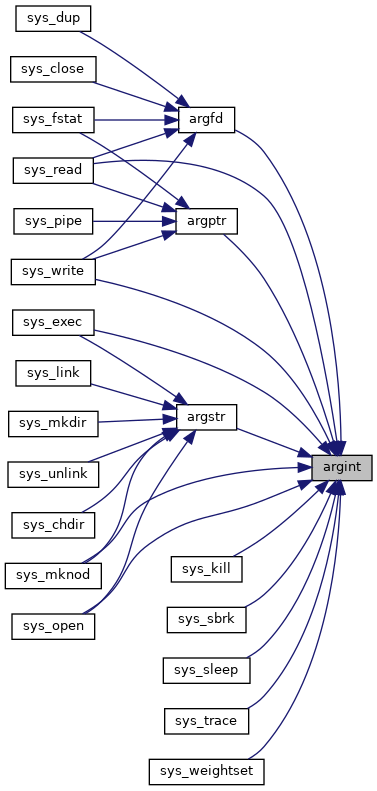 sys_dup
sys_close
sys_fstat
argfd
sys_read
sys_pipe
argptr
sys_write
sys_exec
sys_link
sys_mkdir
argstr
sys_unlink
argint
sys_chdir
sys_mknod
sys_kill
sys_open
sys_sbrk
sys_sleep
sys_trace
sys_weightset